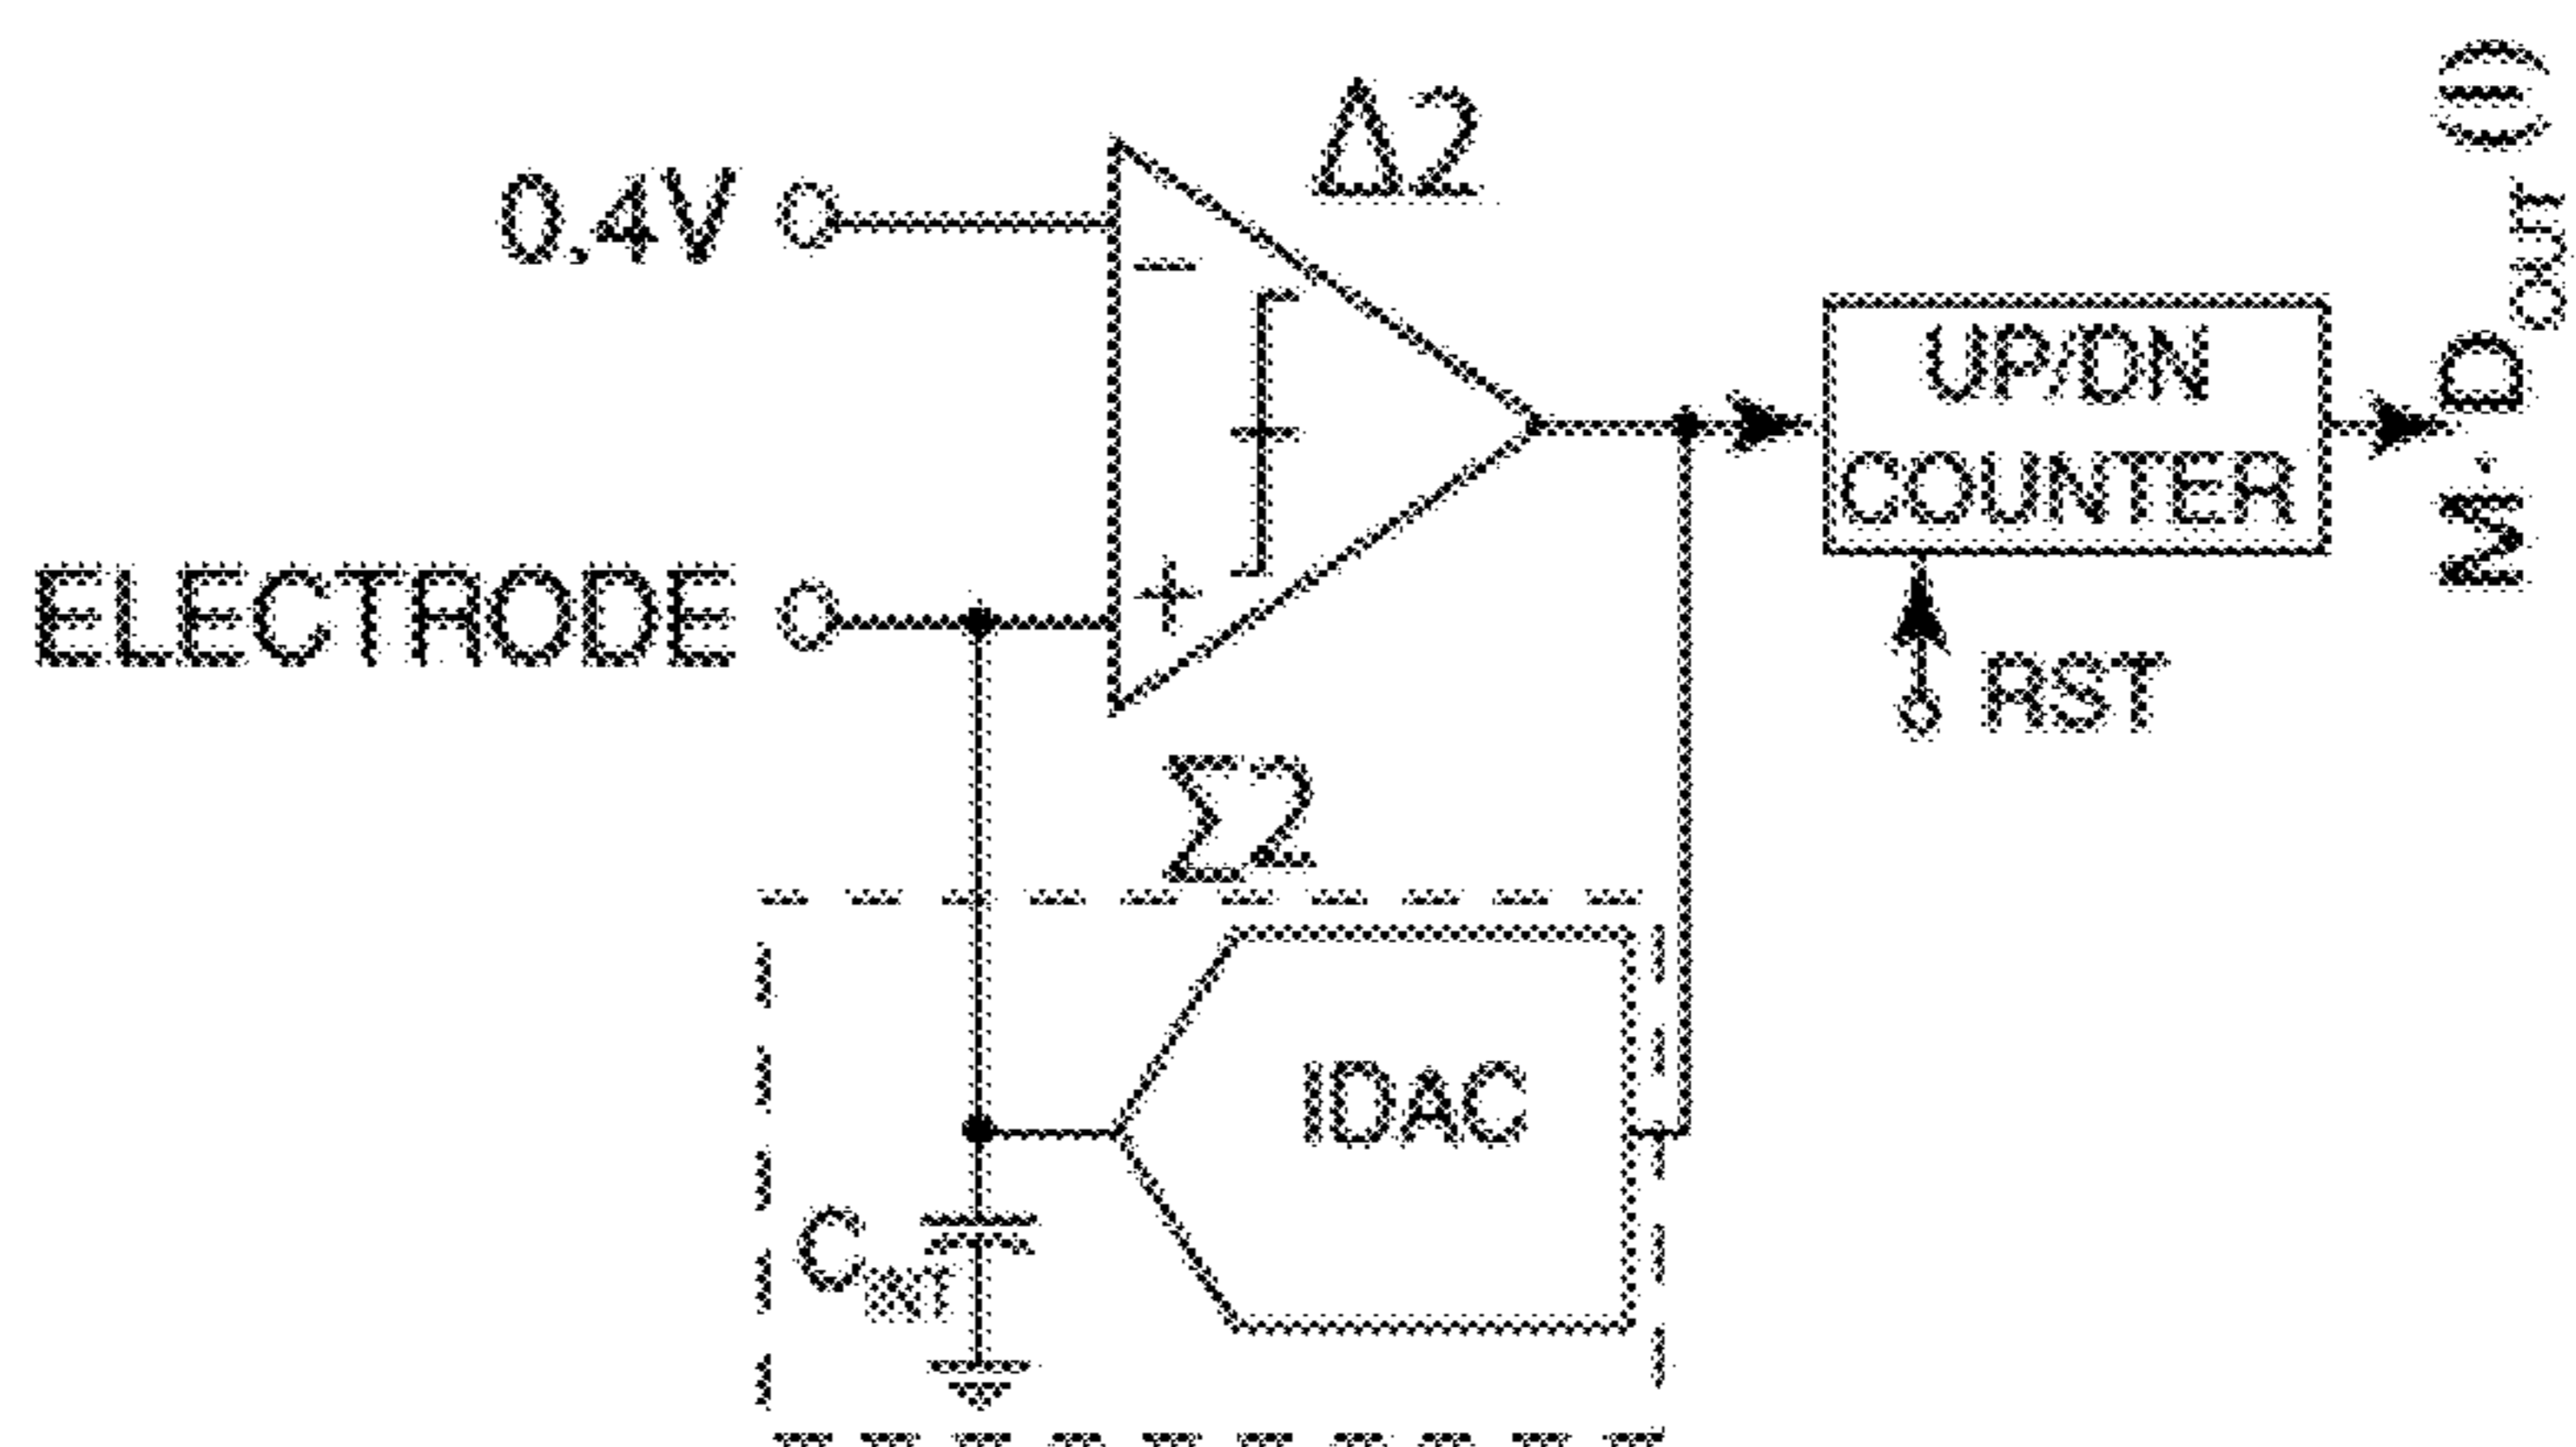 Δ2
0.4V
−
UP/DN
COUNTER
M·D_OUT (I)
ELECTRODE
+
RST
Σ2
IDAC
C_INT